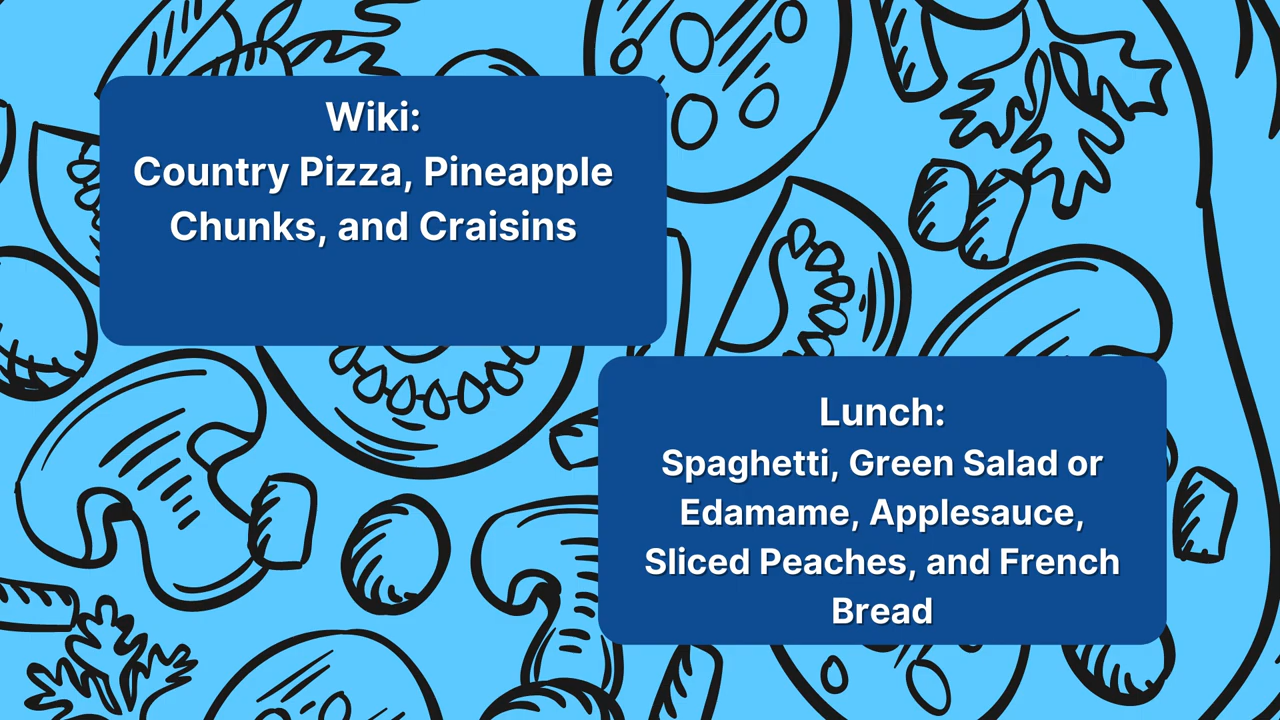 Wiki:
Country Pizza, Pineapple
Chunks, and Craisins
Lunch:
Spaghetti, Green Salad or
Edamame, Applesauce,
Sliced Peaches, and French
Bread